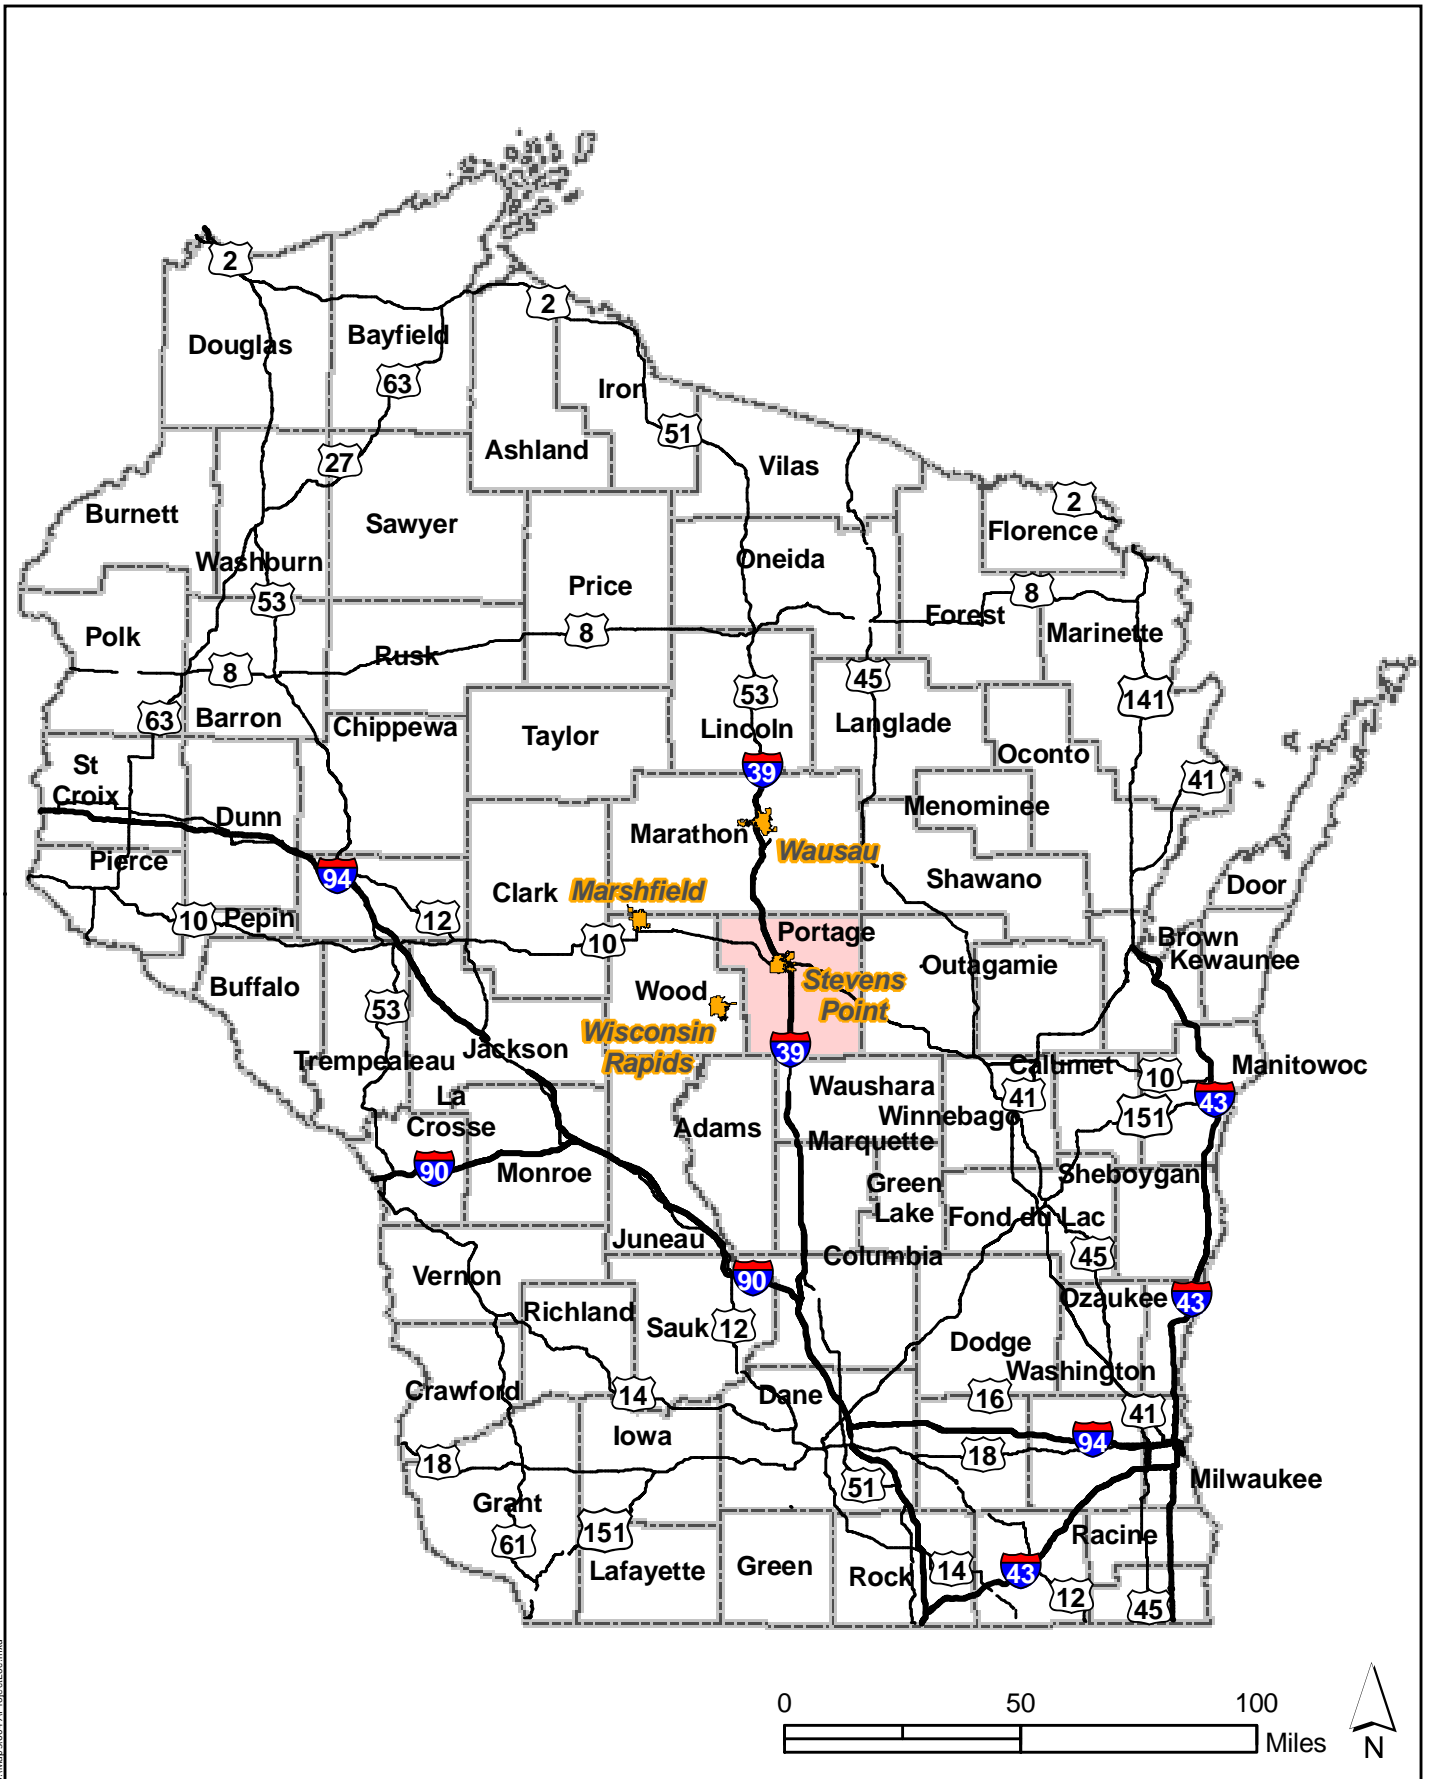 2
2
Douglas
Bayfield
63
Iron
51
Ashland
27
Vilas
2
Burnett
Sawyer
Florence
Washburn
Oneida
Price
53
8
Forest
Polk
8
Marinette
Rusk
8
45
53
141
63
Barron
Chippewa
Taylor
Lincoln
Langlade
Oconto
St
Croix
39
41
Menominee
Dunn
Marathon
Wausau
Pierce
94
Clark
Marshfield
Shawano
Door
10
Pepin
12
10
Portage
Brown
Kewaunee
Outagamie
Buffalo
Wood
Stevens
Point
53
Wisconsin
Rapids
Trempealeau
Jackson
39
Calumet
10
Manitowoc
La
Crosse
Waushara
41
43
Winnebago
151
Adams
Marquette
90
Monroe
Sheboygan
Green
Lake
Fond du Lac
Juneau
Columbia
45
Vernon
90
Ozaukee
43
Richland
Sauk
12
Dodge
Washington
Crawford
14
Dane
16
41
Iowa
94
18
18
Milwaukee
51
Grant
61
151
Racine
Lafayette
Green
Rock
14
43
12
45
0
50
100
Miles
N